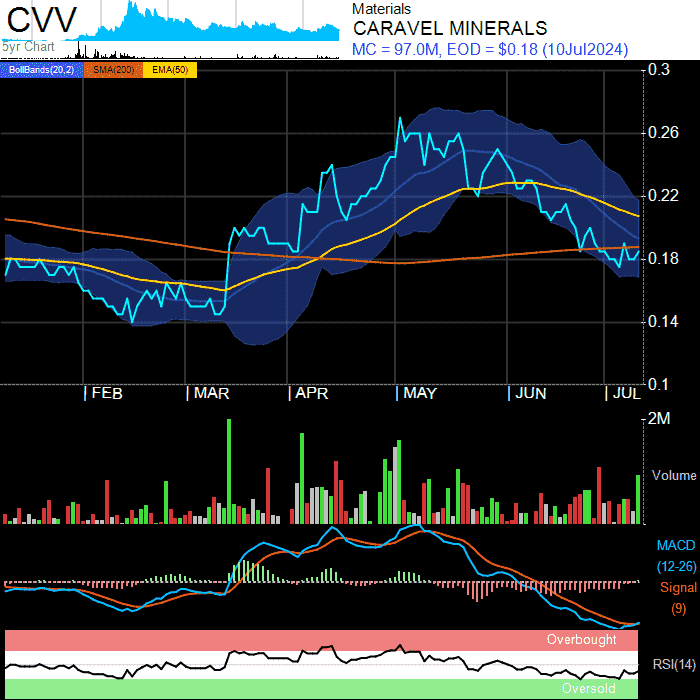 CVV
5yr Chart
Materials
CARAVEL MINERALS
MC = 97.0M, EOD = $0.18 (10Jul2024)
BollBands(20,2) SMA(200) EMA(50)
0.3
0.26
0.22
0.18
0.14
0.1
| FEB | MAR | APR | MAY | JUN | JUL
2M
Volume
MACD
(12-26)
Signal
(9)
Overbought
RSI(14)
Oversold